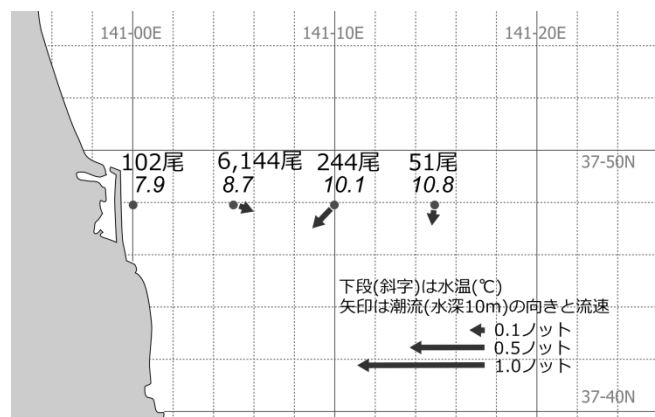 141-00E 141-10E 141-20E
102尾 6,144尾 244尾 51尾 37-50N
7.9 8.7 10.1 10.8
下段(斜字)は水温(℃)
矢印は潮流(水深10m)の向きと流速
0.1ノット
0.5ノット
1.0ノット
37-40N